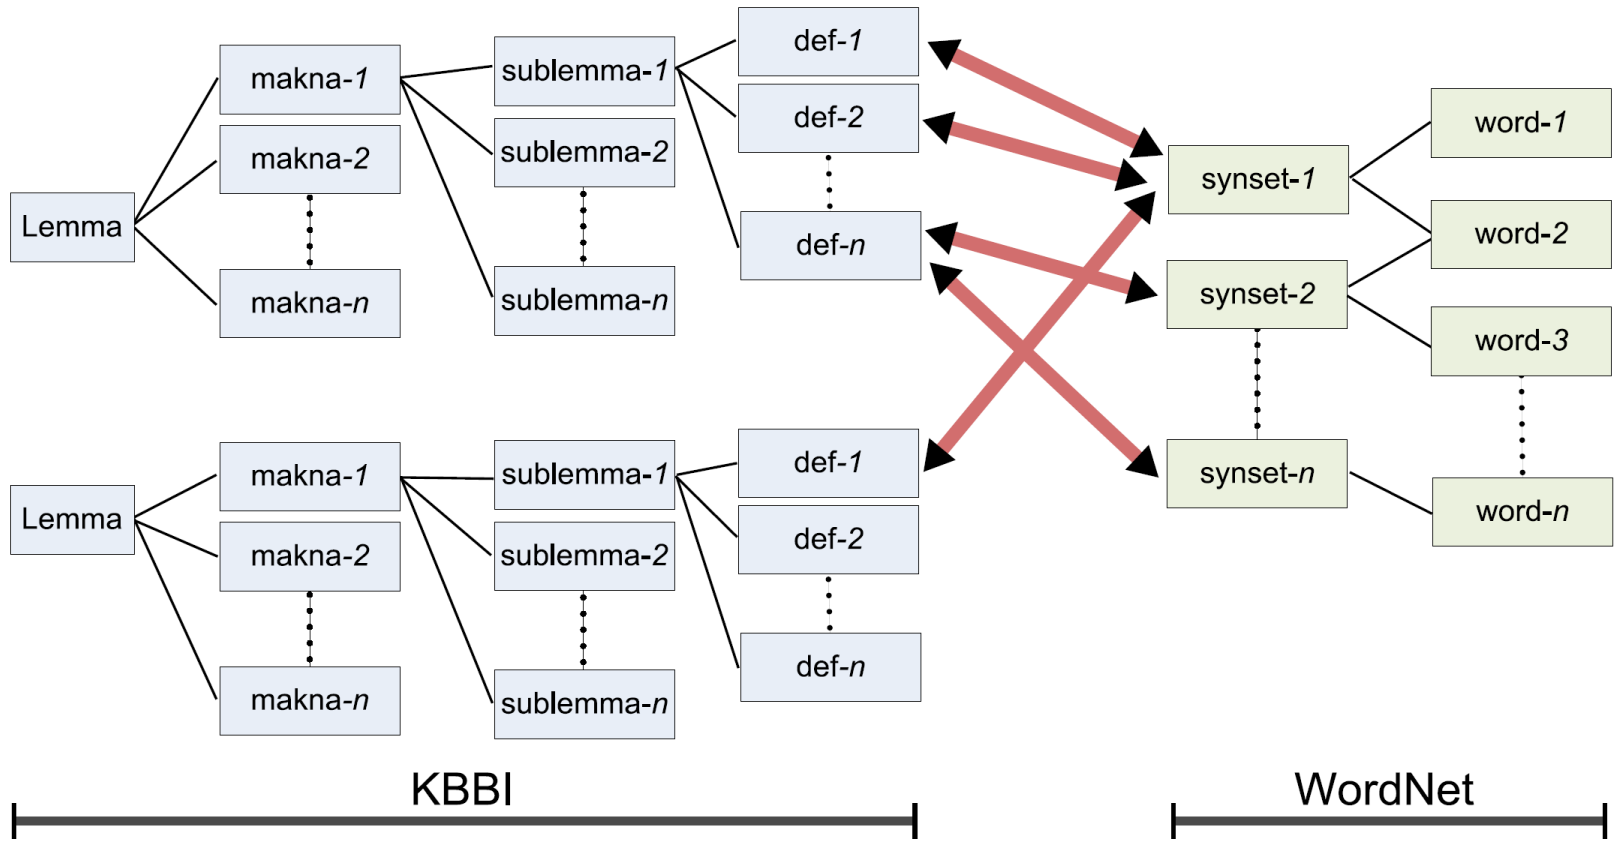 Lemma
makna-1
makna-2
makna-n
sublemma-1
sublemma-2
sublemma-n
def-1
def-2
def-n
Lemma
makna-1
makna-2
makna-n
sublemma-1
sublemma-2
sublemma-n
def-1
def-2
def-n
synset-1
synset-2
synset-n
word-1
word-2
word-3
word-n
KBBI
WordNet